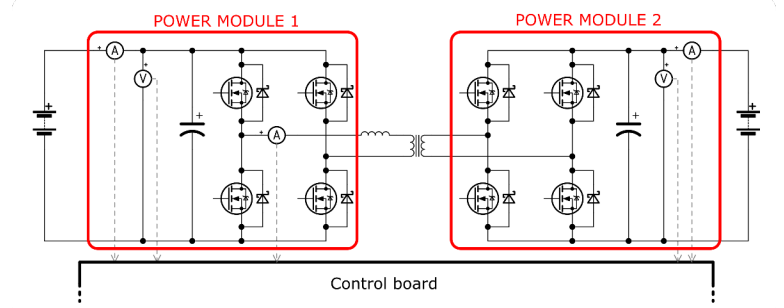 POWER MODULE 1
POWER MODULE 2
+ A
+ A
+
V
+
V
+
+
+
+
+ A
Control board